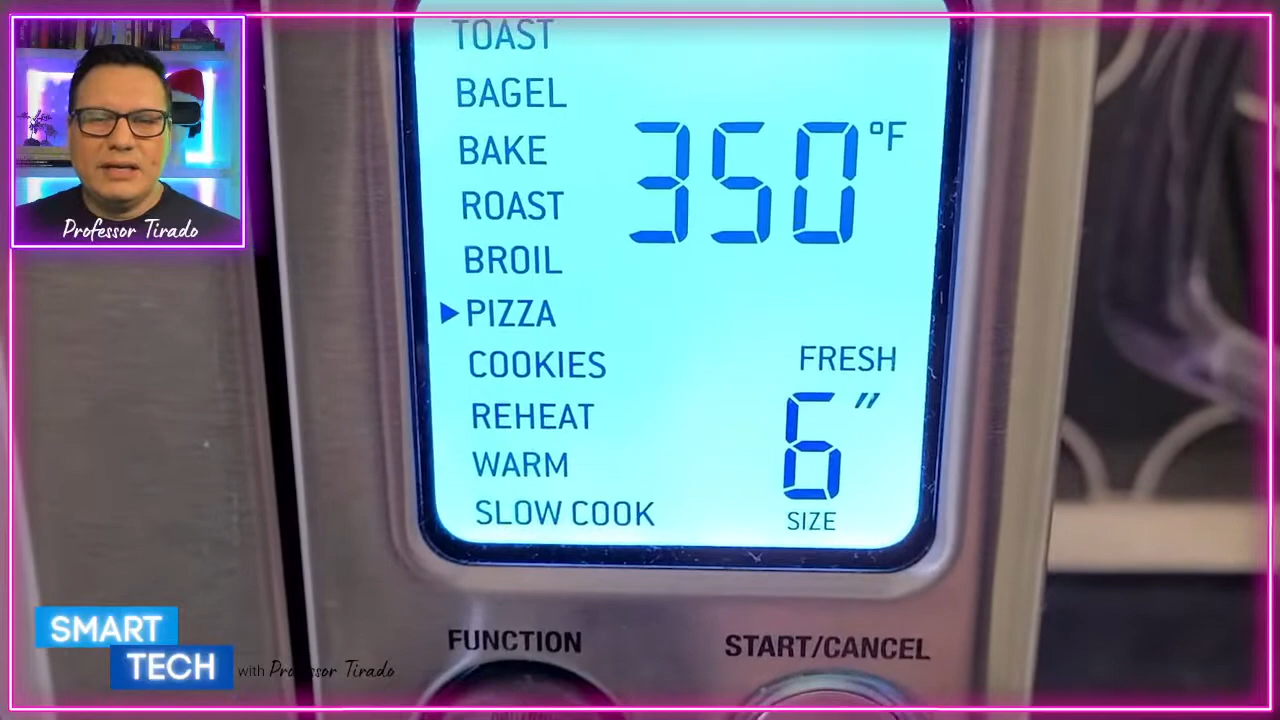 Professor Tirado
TOAST
BAGEL
BAKE
ROAST
BROIL
▶ PIZZA
COOKIES
REHEAT
WARM
SLOW COOK
350 °F
FRESH
6"
SIZE
FUNCTION
START/CANCEL
SMART
TECH
with Professor Tirado